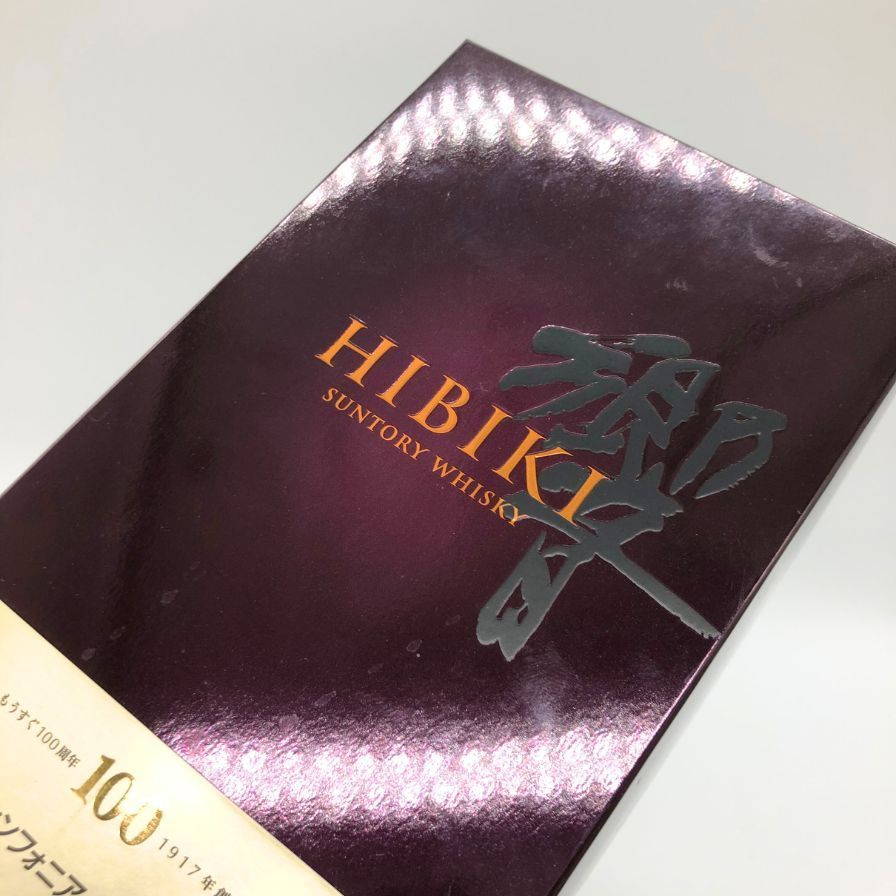 HIBIKI
SUNTORY WHISKY
響
もうすぐ100周年
100
1917年創
ンフォニア